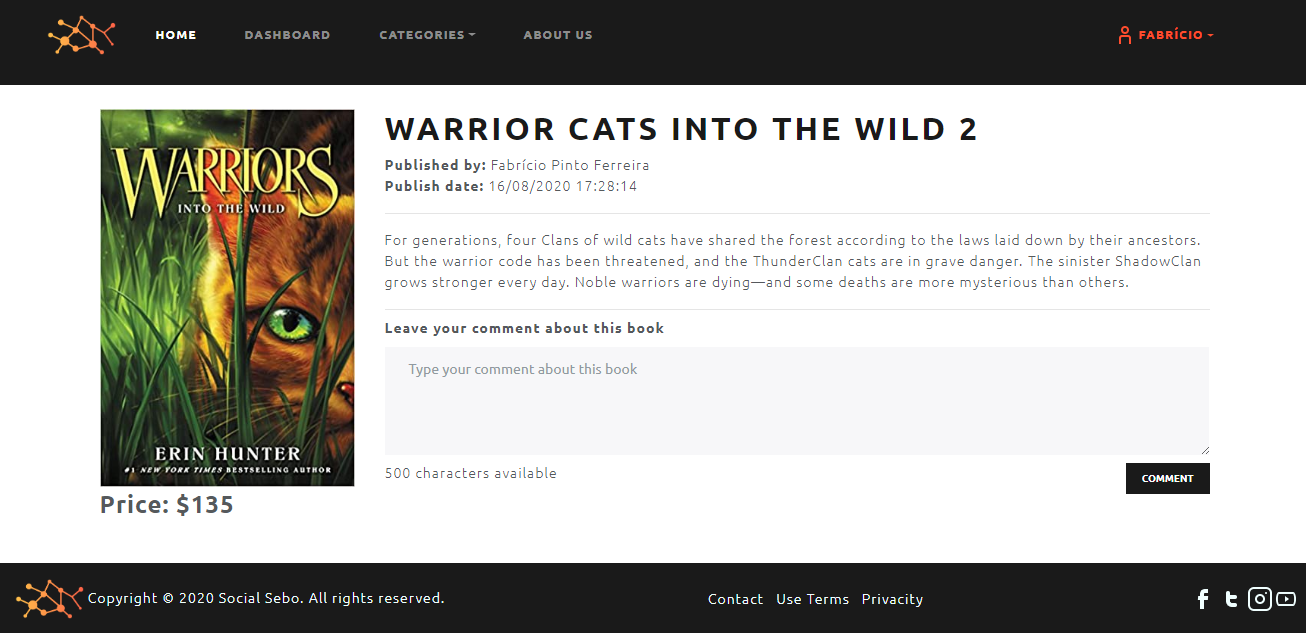 HOME DASHBOARD CATEGORIES ABOUT US FABRÍCIO
WARRIORS
INTO THE WILD
ERIN HUNTER
#1 NEW YORK TIMES BESTSELLING AUTHOR
Price: $135
WARRIOR CATS INTO THE WILD 2
Published by: Fabrício Pinto Ferreira
Publish date: 16/08/2020 17:28:14
For generations, four Clans of wild cats have shared the forest according to the laws laid down by their ancestors.
But the warrior code has been threatened, and the ThunderClan cats are in grave danger. The sinister ShadowClan
grows stronger every day. Noble warriors are dying—and some deaths are more mysterious than others.
Leave your comment about this book
Type your comment about this book
500 characters available
COMMENT
Copyright © 2020 Social Sebo. All rights reserved. Contact Use Terms Privacity